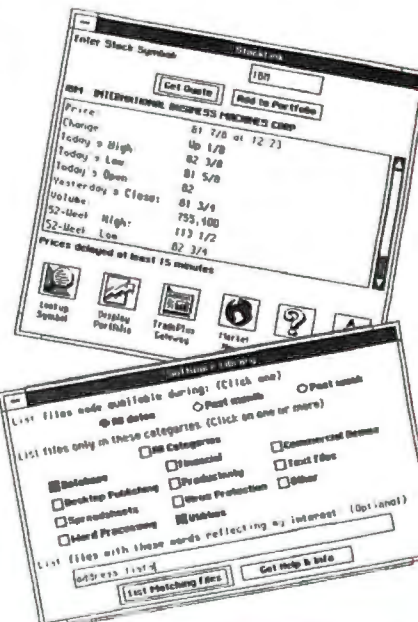 StockLink
Enter Stock Symbol: IBM
Get Quote Add to Portfolio
IBM INTERNATIONAL BUSINESS MACHINES CORP
Price: 81 7/8 at 12:23
Change: Up 1/8
Today's High: 82 3/8
Today's Low: 81 5/8
Today's Open: 82
Yesterday's Close: 81 3/4
Volume: 755,400
52-Week High: 113 1/2
52-Week Low 82 3/4
Prices delayed at least 15 minutes
Lookup Symbol
Display Portfolio
TradePlus Gateway
Market
?
Software Library
List files made available during: (Click one)
All dates Past month Past week
List files only in these categories: (Click on one or more)
All Categories
Database Financial Commercial Demos
Desktop Publishing Productivity Text Files
Spreadsheets Virus Protection Other
Word Processing Utilities
List files with these words reflecting my interest: (Optional)
address lists
List Matching Files Get Help & Info